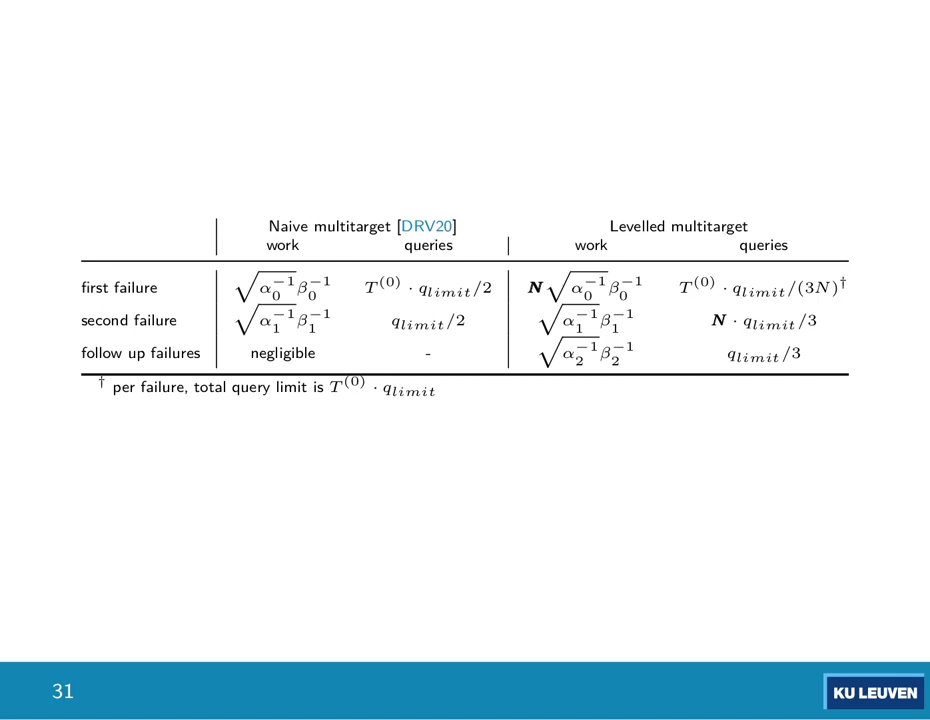 Naive multitarget [DRV20] Levelled multitarget
work queries work queries
first failure √(α₀⁻¹)β₀⁻¹ T⁽⁰⁾ · q_limit/2 N√(α₀⁻¹)β₀⁻¹ T⁽⁰⁾ · q_limit/(3N)†
second failure √(α₁⁻¹)β₁⁻¹ q_limit/2 √(α₁⁻¹)β₁⁻¹ N · q_limit/3
follow up failures negligible - √(α₂⁻¹)β₂⁻¹ q_limit/3
† per failure, total query limit is T⁽⁰⁾ · q_limit
31
KU LEUVEN